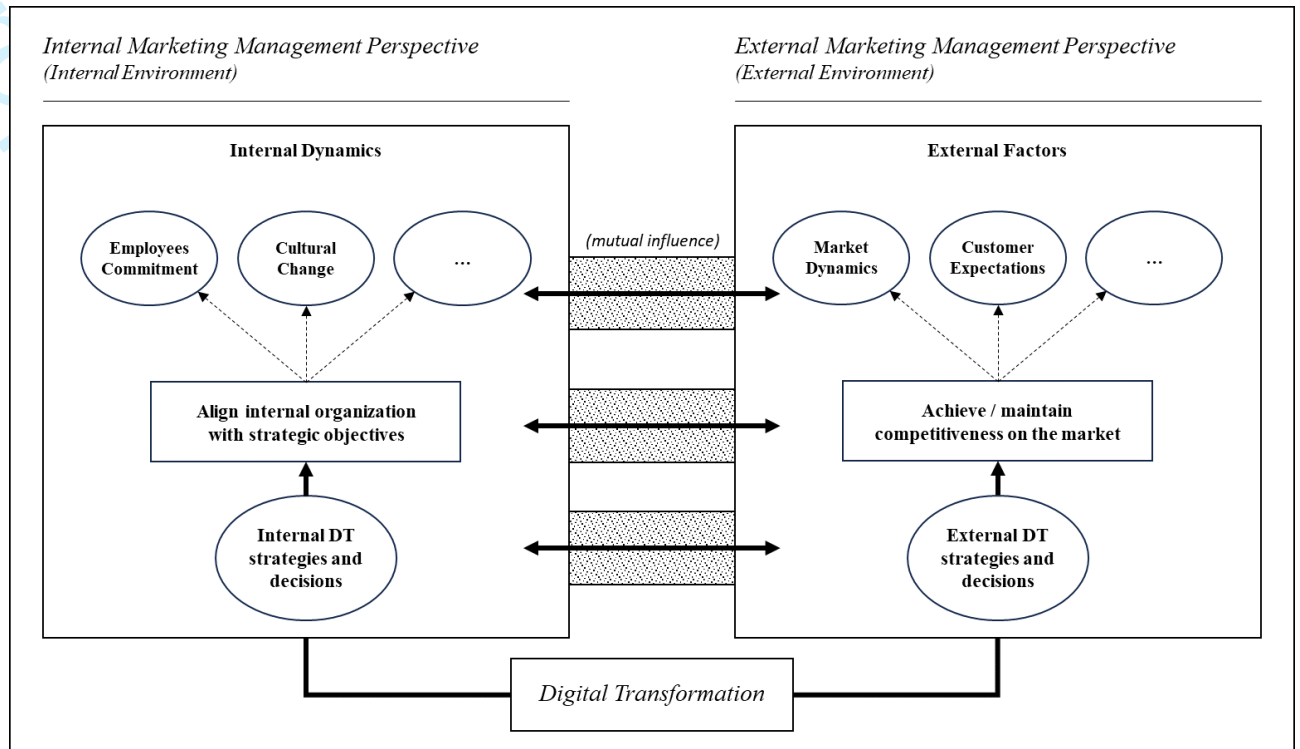 Internal Marketing Management Perspective
(Internal Environment)
External Marketing Management Perspective
(External Environment)
Internal Dynamics
Employees
Commitment
Cultural
Change
...
(mutual influence)
External Factors
Market
Dynamics
Customer
Expectations
...
Align internal organization
with strategic objectives
Achieve / maintain
competitiveness on the market
Internal DT
strategies and
decisions
External DT
strategies and
decisions
Digital Transformation